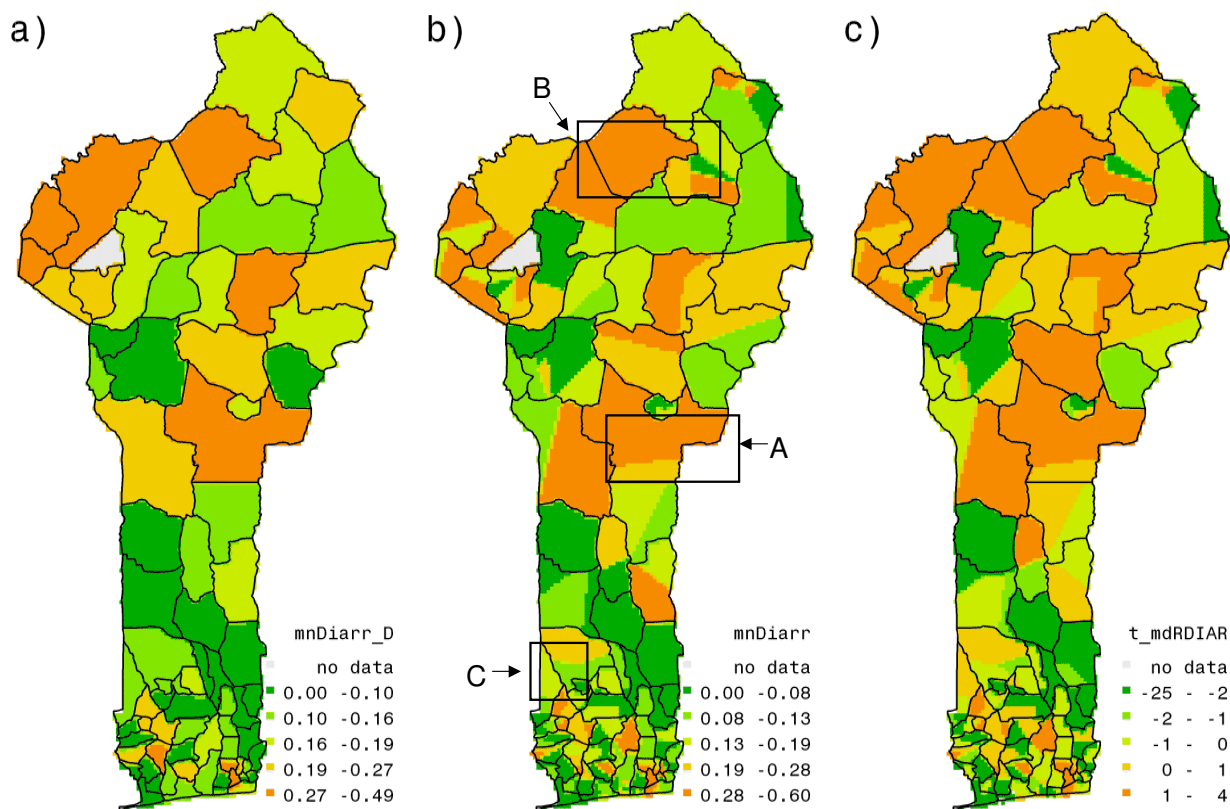 a)
b)
c)
B
A
C
mnDiarr_D
no data
0.00 -0.10
0.10 -0.16
0.16 -0.19
0.19 -0.27
0.27 -0.49
mnDiarr
no data
0.00 -0.08
0.08 -0.13
0.13 -0.19
0.19 -0.28
0.28 -0.60
t_mdRDIAR
no data
-25 - -2
-2 - -1
-1 - 0
0 - 1
1 - 4